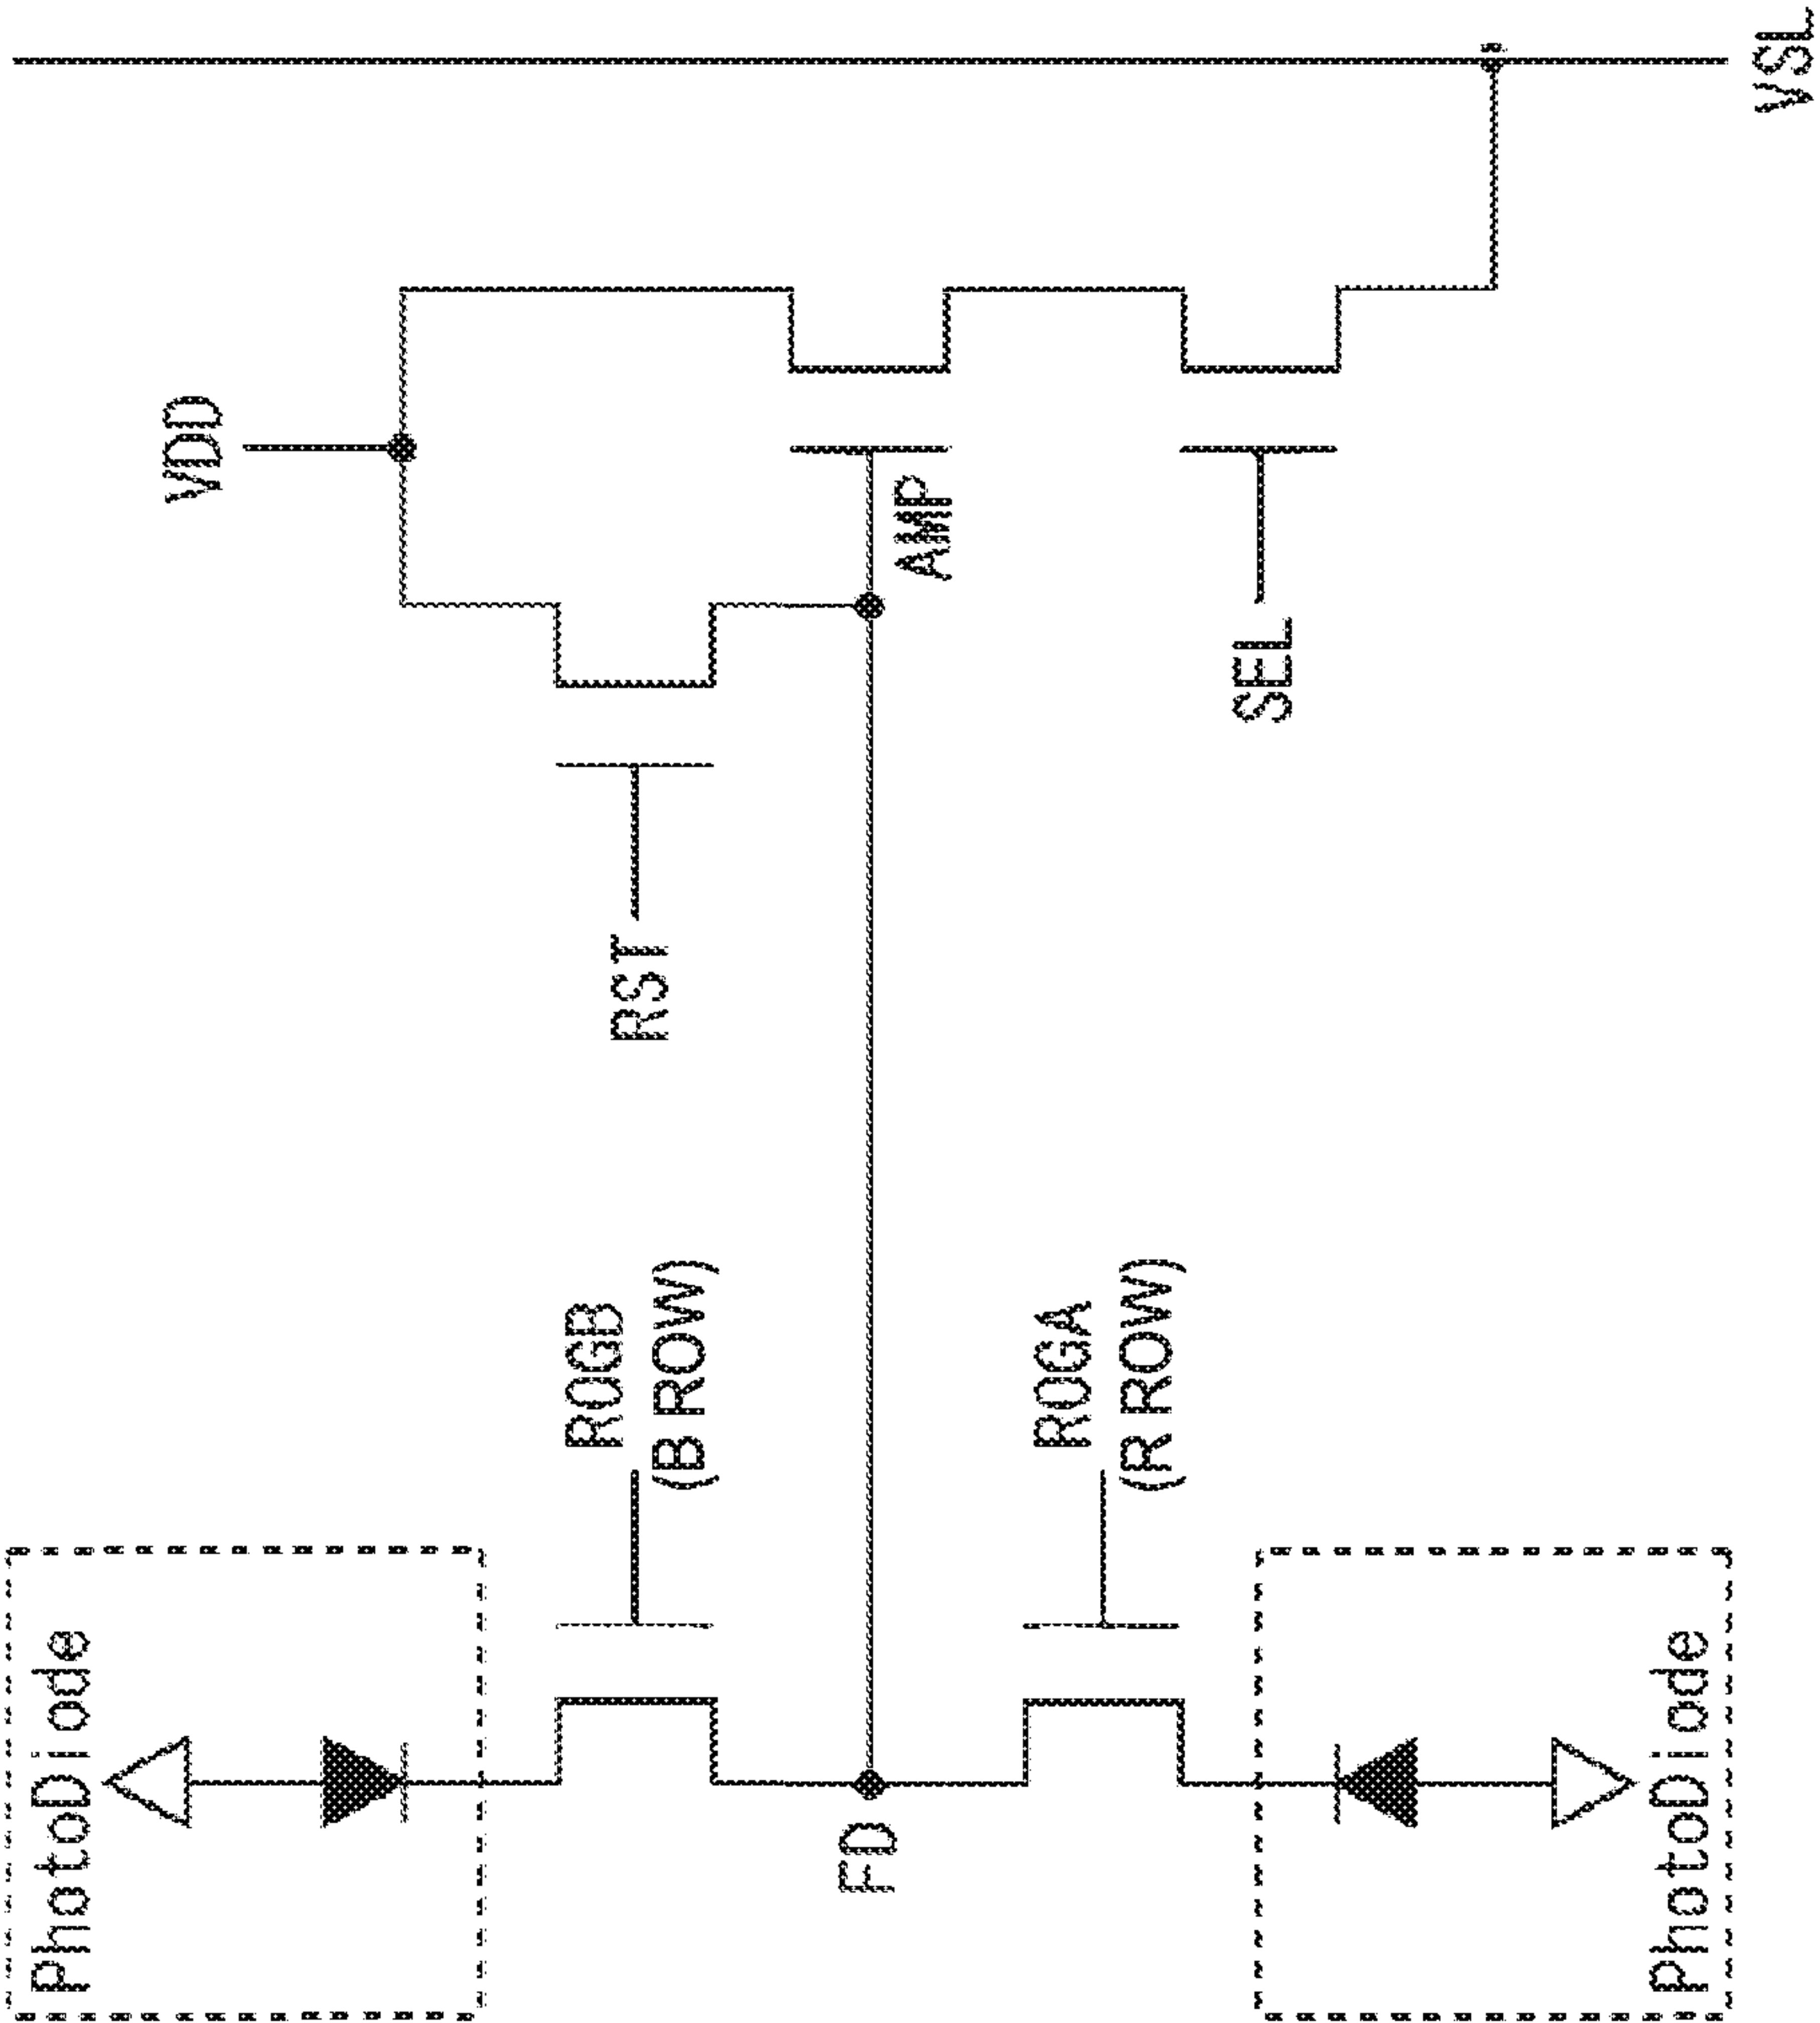 PhotoDiode
VDD
ROGB
(B ROW)
RST
FD
AMP
ROGA
(R ROW)
SEL
PhotoDiode
VSL